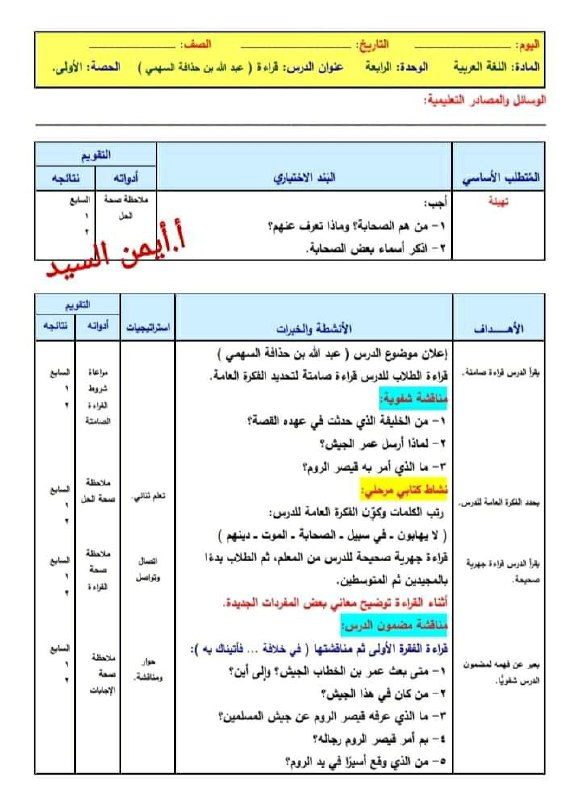 اليوم: ____________ التاريخ: ____________ الصف: ____________
المادة: اللغة العربية الوحدة: الرابعة عنوان الدرس: قراءة ( عبد الله بن حذافة السهمي ) الحصة: الأولى.
الوسائل والمصادر التعليمية:
المتطلب الأساسي البند الاختياري التقويم
أدواته نتائجه
تهيئة أجب: ملاحظة صحة الحل السابع
١- من هم الصحابة؟ وماذا تعرف عنهم؟ ١
٢- اذكر أسماء بعض الصحابة. ٢
أ.أيمن السيد
الأهـــداف الأنشطة والخبرات استراتيجيات التقويم
أدواته نتائجه
إعلان موضوع الدرس ( عبد الله بن حذافة السهمي )
يقرأ الدرس قراءة صامتة. قراءة الطلاب للدرس قراءة صامتة لتحديد الفكرة العامة. مراعاة شروط القراءة الصامتة السابع ١ ٢
مناقشة شفوية:
١- من الخليفة الذي حدثت في عهده القصة؟
٢- لماذا أرسل عمر الجيش؟
٣- ما الذي أمر به قيصر الروم؟
نشاط كتابي مرحلي:
يحدد الفكرة العامة للدرس. رتب الكلمات وكوّن الفكرة العامة للدرس: تعلم ثنائي. ملاحظة صحة الحل السابع ١ ٢
( لا يهابون ـ في سبيل ـ الصحابة ـ الموت ـ دينهم )
يقرأ الدرس قراءة جهرية صحيحة. قراءة جهرية صحيحة للدرس من المعلم، ثم الطلاب بدءًا اتصال وتواصل ملاحظة صحة القراءة السابع ١ ٢
بالمجيدين ثم المتوسطين.
أثناء القراءة توضيح معاني بعض المفردات الجديدة.
مناقشة مضمون الدرس:
يعبر عن فهمه لمضمون الدرس شفويًا. قراءة الفقرة الأولى ثم مناقشتها ( في خلافة ... فأتيناك به ): حوار ومناقشة. ملاحظة صحة الإجابات السابع ١ ٢
١- متى بعث عمر بن الخطاب الجيش؟ وإلى أين؟
٢- من كان في هذا الجيش؟
٣- ما الذي عرفه قيصر الروم عن جيش المسلمين؟
٤- بم أمر قيصر الروم رجاله؟
٥- من الذي وقع أسيرًا في يد الروم؟